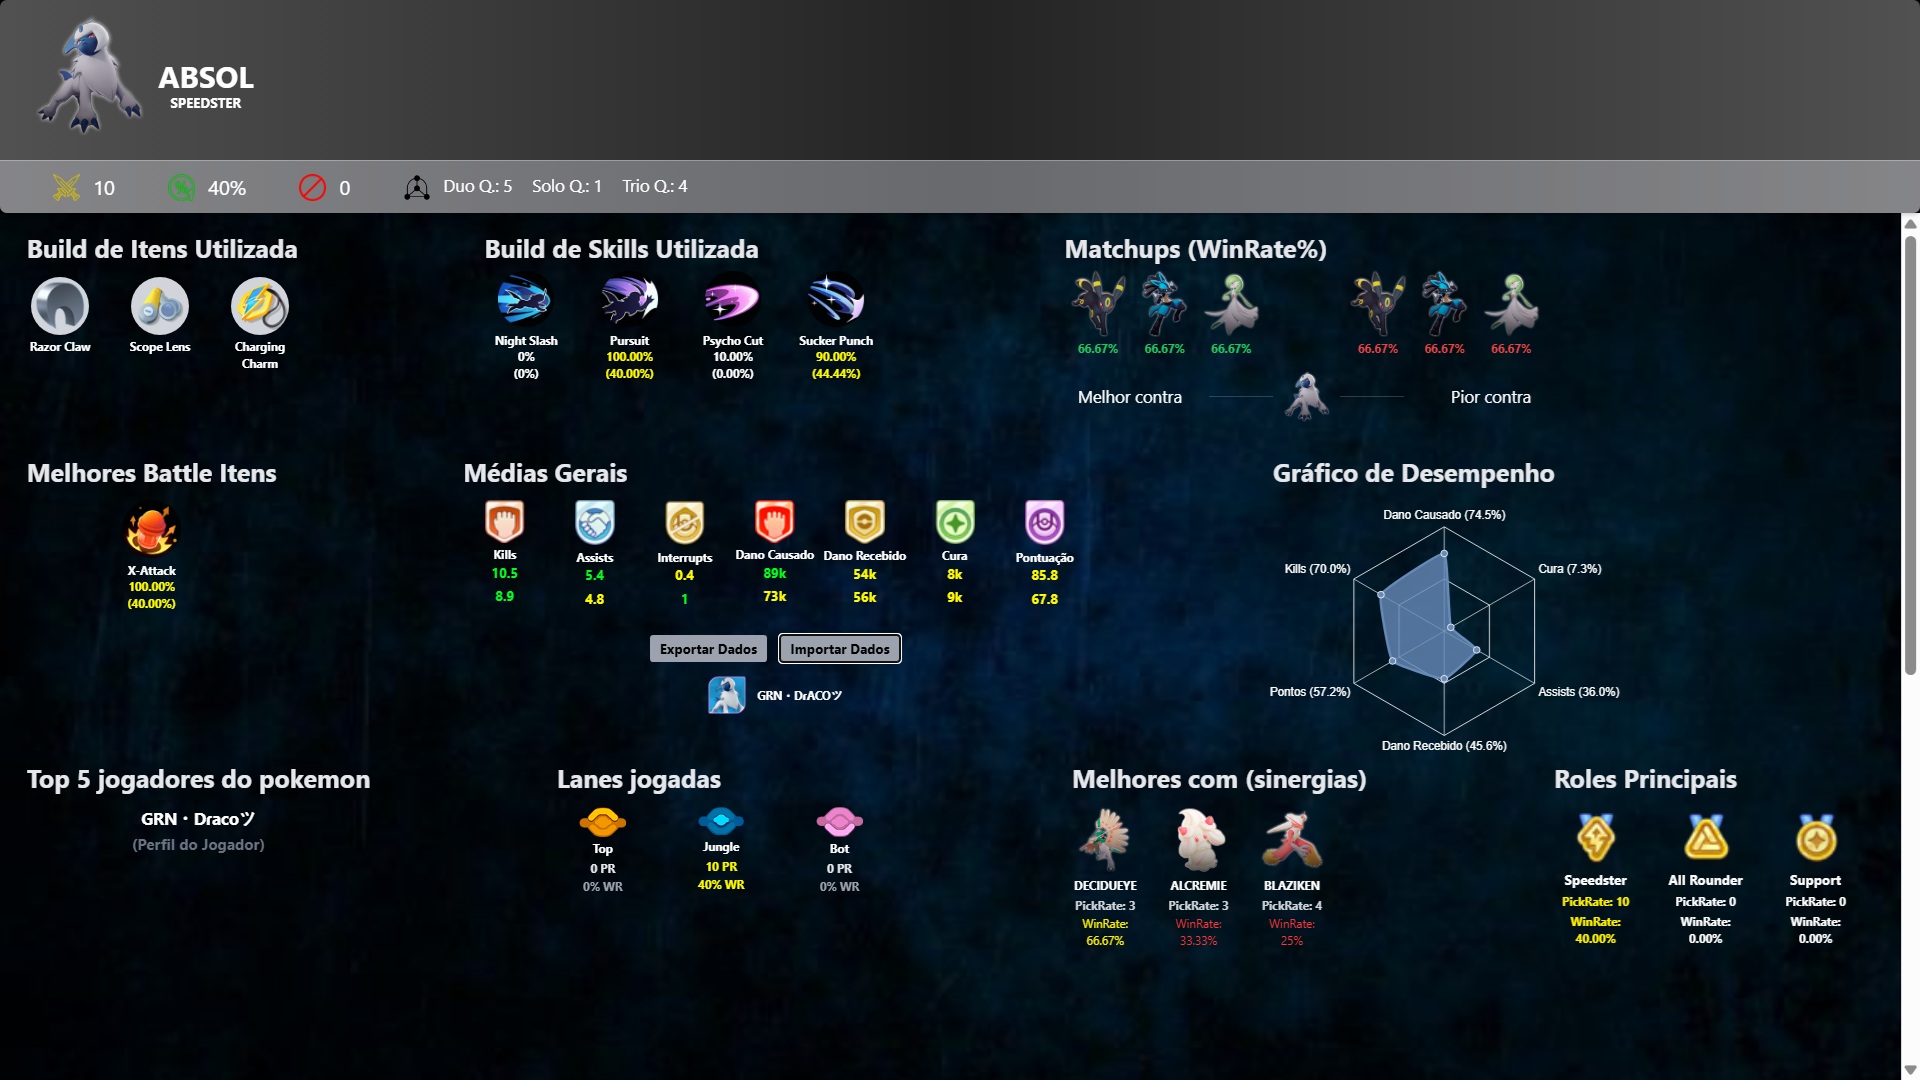 ABSOL
SPEEDSTER
10 40% 0 Duo Q.: 5 Solo Q.: 1 Trio Q.: 4
Build de Itens Utilizada
Razor Claw Scope Lens Charging
Charm
Build de Skills Utilizada
Night Slash Pursuit Psycho Cut Sucker Punch
0% 100.00% 10.00% 90.00%
(0%) (40.00%) (0.00%) (44.44%)
Matchups (WinRate%)
66.67% 66.67% 66.67% 66.67% 66.67% 66.67%
Melhor contra Pior contra
Melhores Battle Itens
X-Attack
100.00%
(40.00%)
Médias Gerais
Kills Assists Interrupts Dano Causado Dano Recebido Cura Pontuação
10.5 5.4 0.4 89k 54k 8k 85.8
8.9 4.8 1 73k 56k 9k 67.8
Exportar Dados Importar Dados
GRN・DrACOツ
Gráfico de Desempenho
Dano Causado (74.5%)
Kills (70.0%) Cura (7.3%)
Pontos (57.2%) Assists (36.0%)
Dano Recebido (45.6%)
Top 5 jogadores do pokemon
GRN・Dracoツ
(Perfil do Jogador)
Lanes jogadas
Top Jungle Bot
0 PR 10 PR 0 PR
0% WR 40% WR 0% WR
Melhores com (sinergias)
DECIDUEYE ALCREMIE BLAZIKEN
PickRate: 3 PickRate: 3 PickRate: 4
WinRate: WinRate: WinRate:
66.67% 33.33% 25%
Roles Principais
Speedster All Rounder Support
PickRate: 10 PickRate: 0 PickRate: 0
WinRate: WinRate: WinRate:
40.00% 0.00% 0.00%